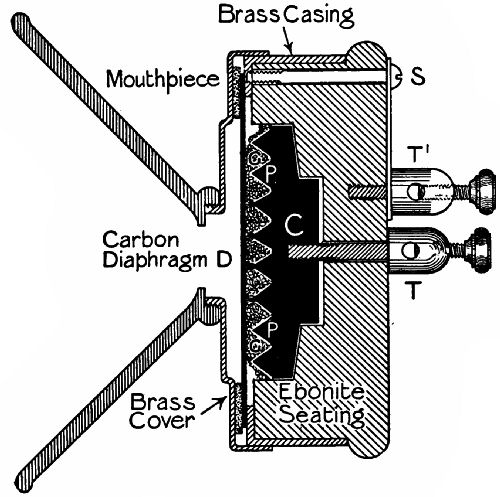 Brass Casing
Mouthpiece
S
T'
G
P
C
Carbon
Diaphragm D
T
P
G
Brass
Cover
Ebonite
Seating